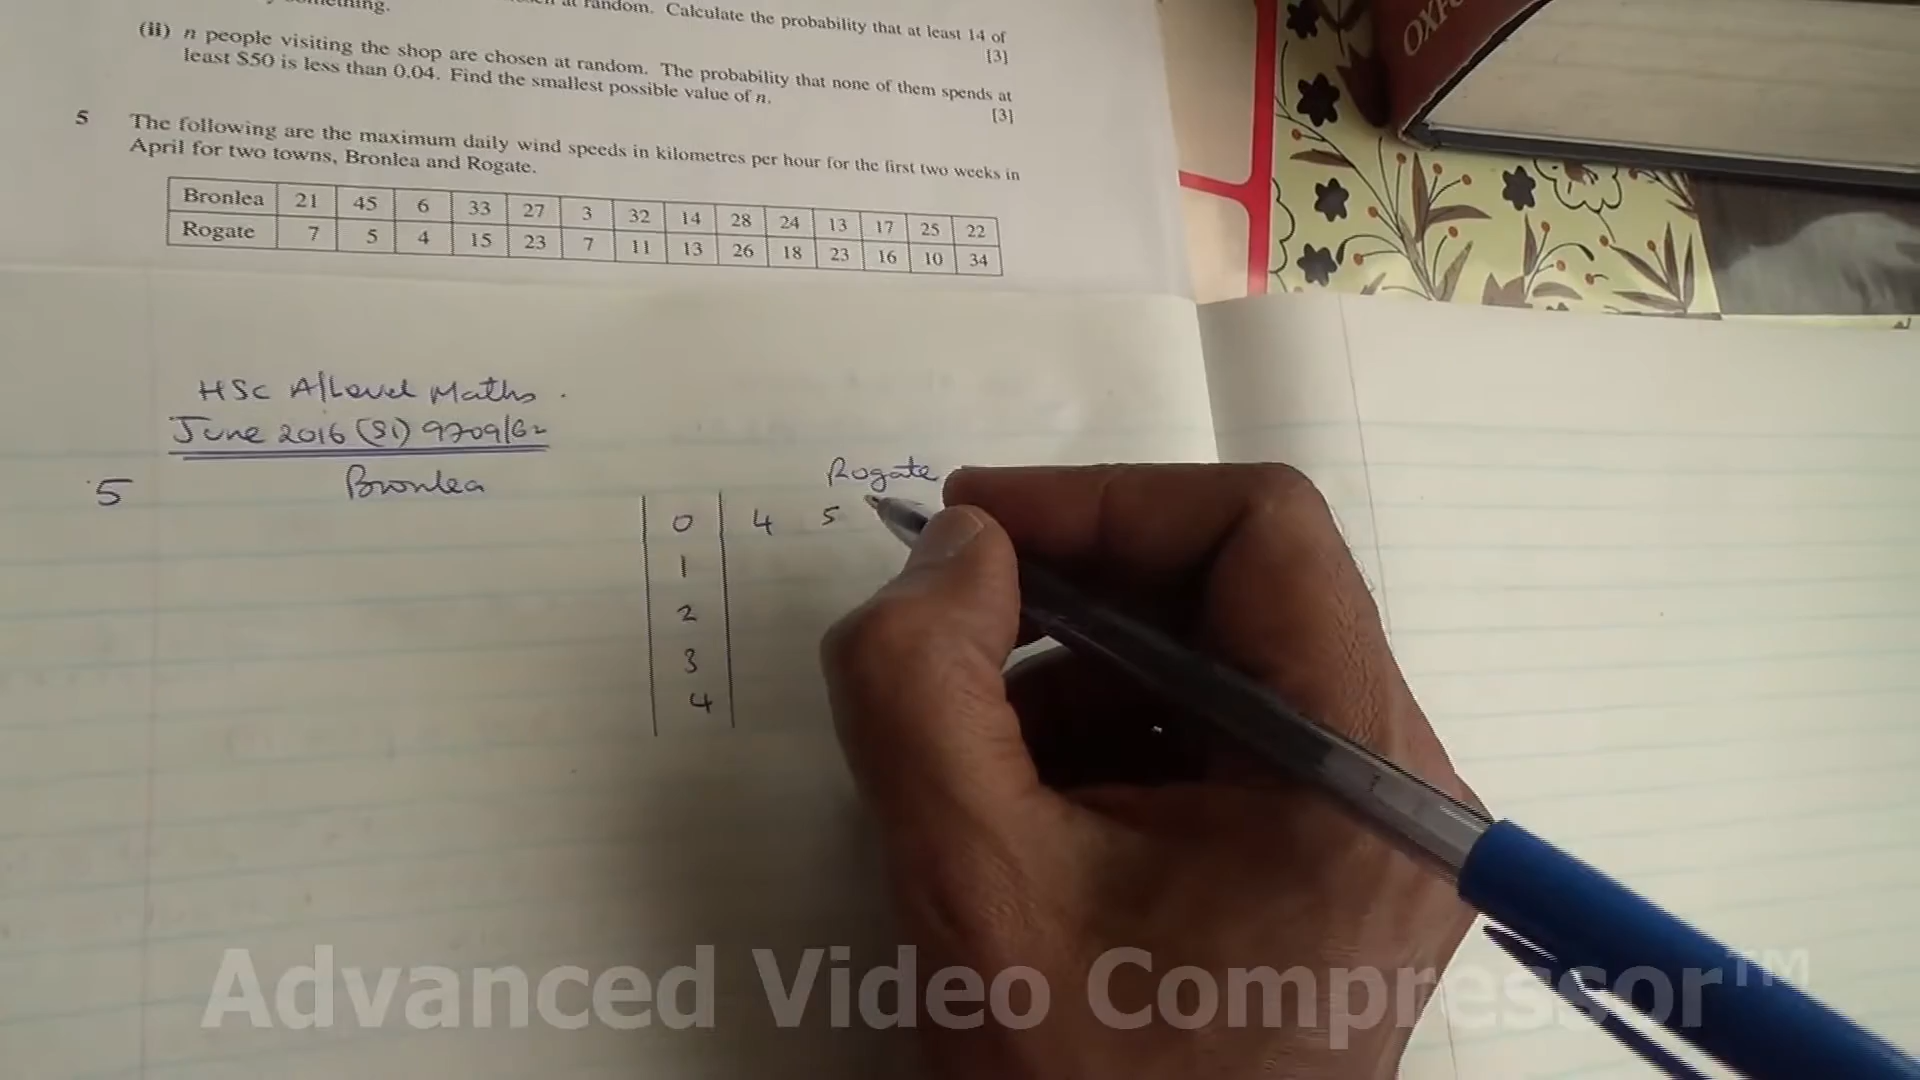 something. at random. Calculate the probability that at least 14 of
[3]
(ii) n people visiting the shop are chosen at random. The probability that none of them spends at
least $50 is less than 0.04. Find the smallest possible value of n.
[3]
5 The following are the maximum daily wind speeds in kilometres per hour for the first two weeks in
April for two towns, Bronlea and Rogate.
Bronlea 21 45 6 33 27 3 32 14 28 24 13 17 25 22
Rogate 7 5 4 15 23 7 11 13 26 18 23 16 10 34
HSC A/Level Maths.
June 2016 (S1) 9709/62
5 Bronlea Rogate
0 4 5
1
2
3
4
Advanced Video Compressor™